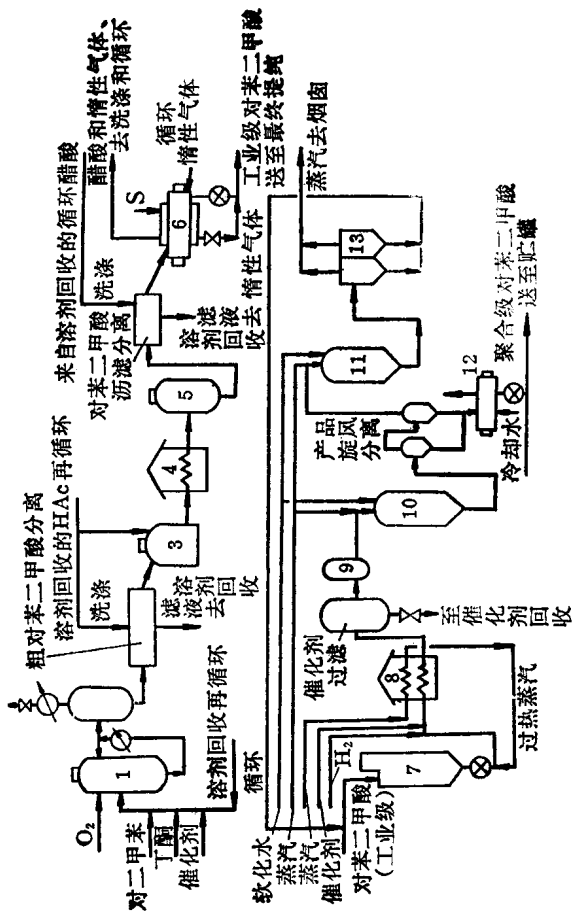 O₂
对二甲苯
丁酮
催化剂
1
循环
溶剂回收再循环
粗对苯二甲酸分离
溶剂回收的HAc再循环
洗涤
滤溶
液剂
去回
收
3
4
5
来自溶剂回收的循环醋酸
对苯二甲酸
沥滤分离
洗涤
溶滤
剂液
回
收去
惰性气体
醋酸和惰性气体、
去洗涤和循环
S
6
循环
惰性气体
工业级对苯二甲酸
送至最终提纯
软化水
蒸汽
蒸汽
催化剂
H₂
对苯二甲酸
(工业级)
7
8
过热蒸汽
催化剂
过滤
至催化剂
回收
9
10
产品
旋风
分离
11
冷却水
12
聚合级对苯二甲酸
送至贮罐
13
蒸汽去烟囱